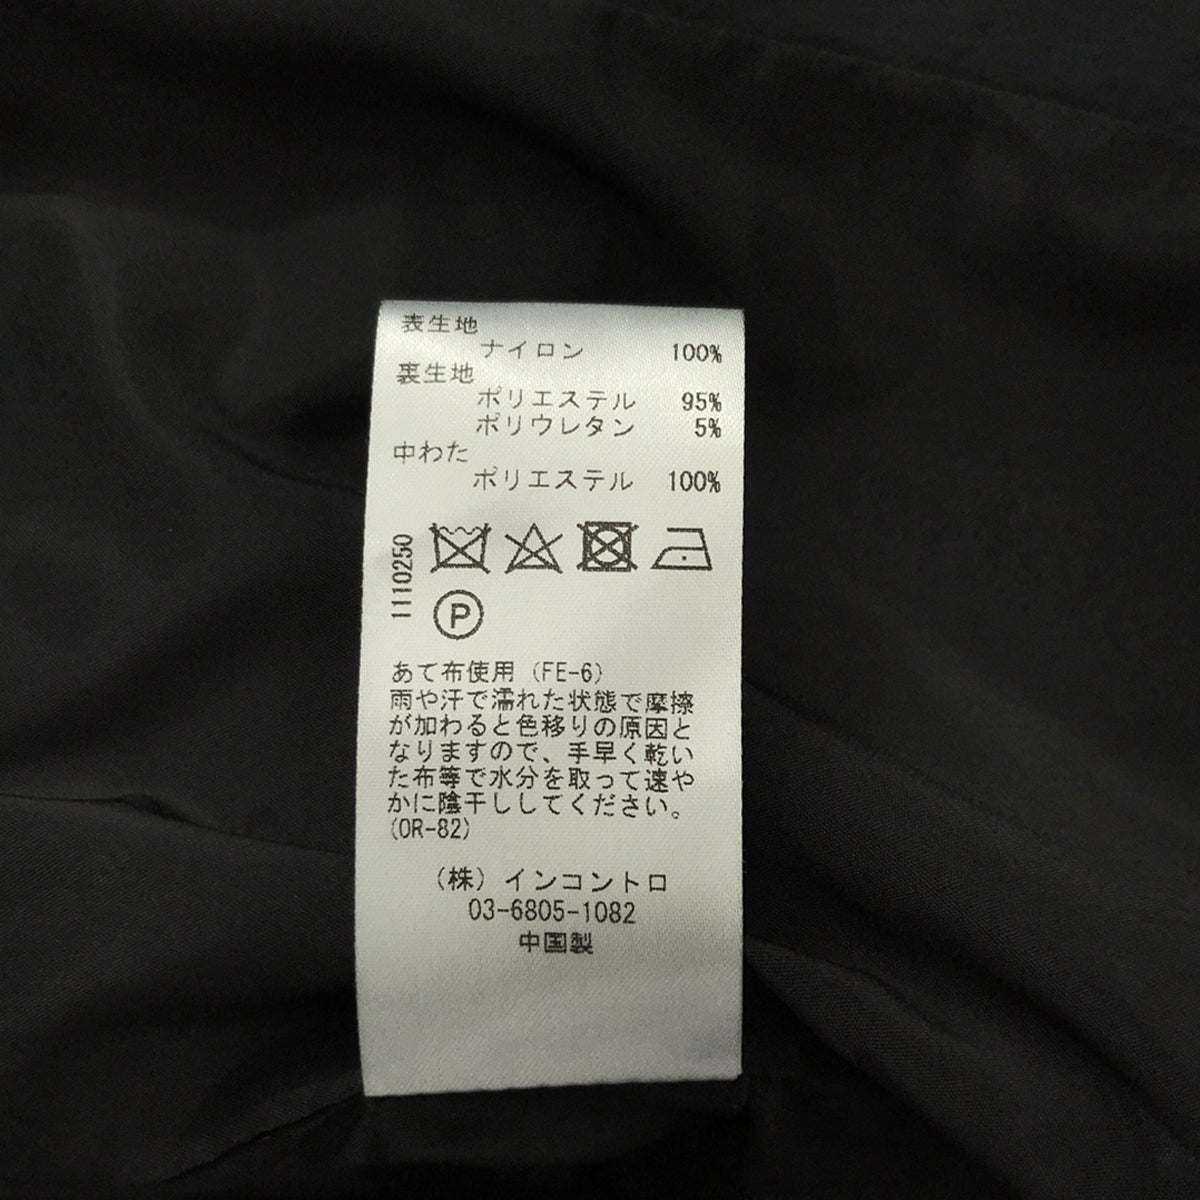 表生地
ナイロン 100%
裏生地
ポリエステル 95%
ポリウレタン 5%
中わた
ポリエステル 100%
1110250
P
あて布使用 (FE-6)
雨や汗で濡れた状態で摩擦
が加わると色移りの原因と
なりますので、手早く乾い
た布等で水分を取って速や
かに陰干ししてください。
(OR-82)
(株) インコントロ
03-6805-1082
中国製